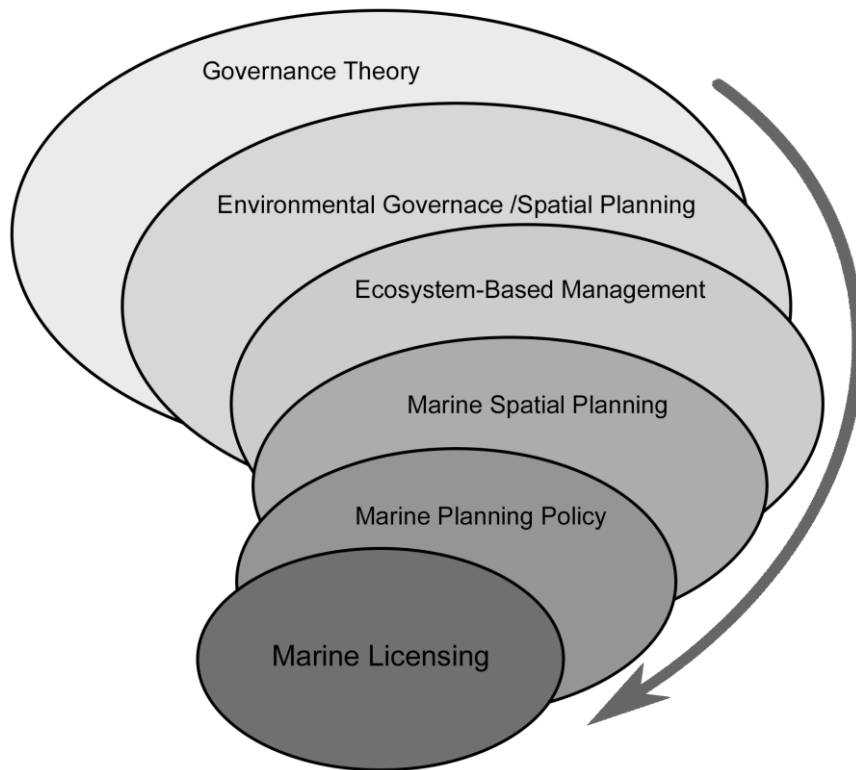 Governance Theory
Environmental Governace /Spatial Planning
Ecosystem-Based Management
Marine Spatial Planning
Marine Planning Policy
Marine Licensing